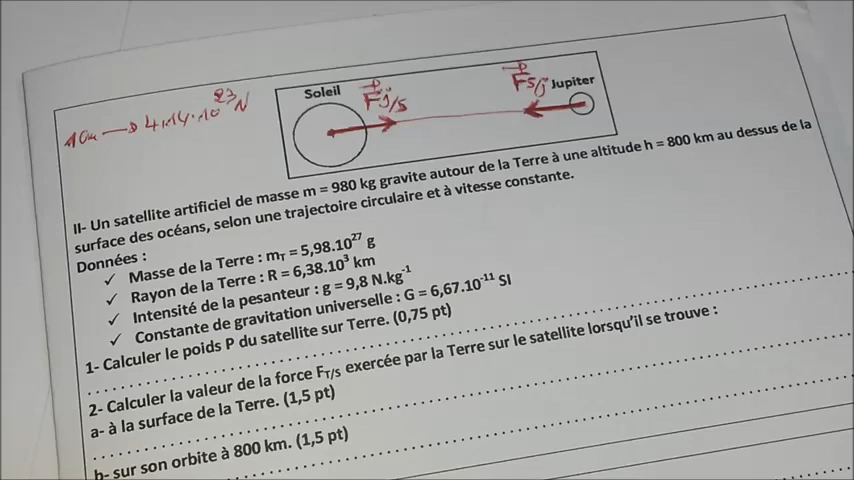 Soleil
F J/S
F S/J Jupiter
10m → 4.14.10^23 N
II- Un satellite artificiel de masse m = 980 kg gravite autour de la Terre à une altitude h = 800 km au dessus de la
surface des océans, selon une trajectoire circulaire et à vitesse constante.
Données :
✓ Masse de la Terre : m_T = 5,98.10^27 g
✓ Rayon de la Terre : R = 6,38.10^3 km
✓ Intensité de la pesanteur : g = 9,8 N.kg^-1
✓ Constante de gravitation universelle : G = 6,67.10^-11 SI
1- Calculer le poids P du satellite sur Terre. (0,75 pt)
2- Calculer la valeur de la force F_T/S exercée par la Terre sur le satellite lorsqu'il se trouve :
a- à la surface de la Terre. (1,5 pt)
b- sur son orbite à 800 km. (1,5 pt)